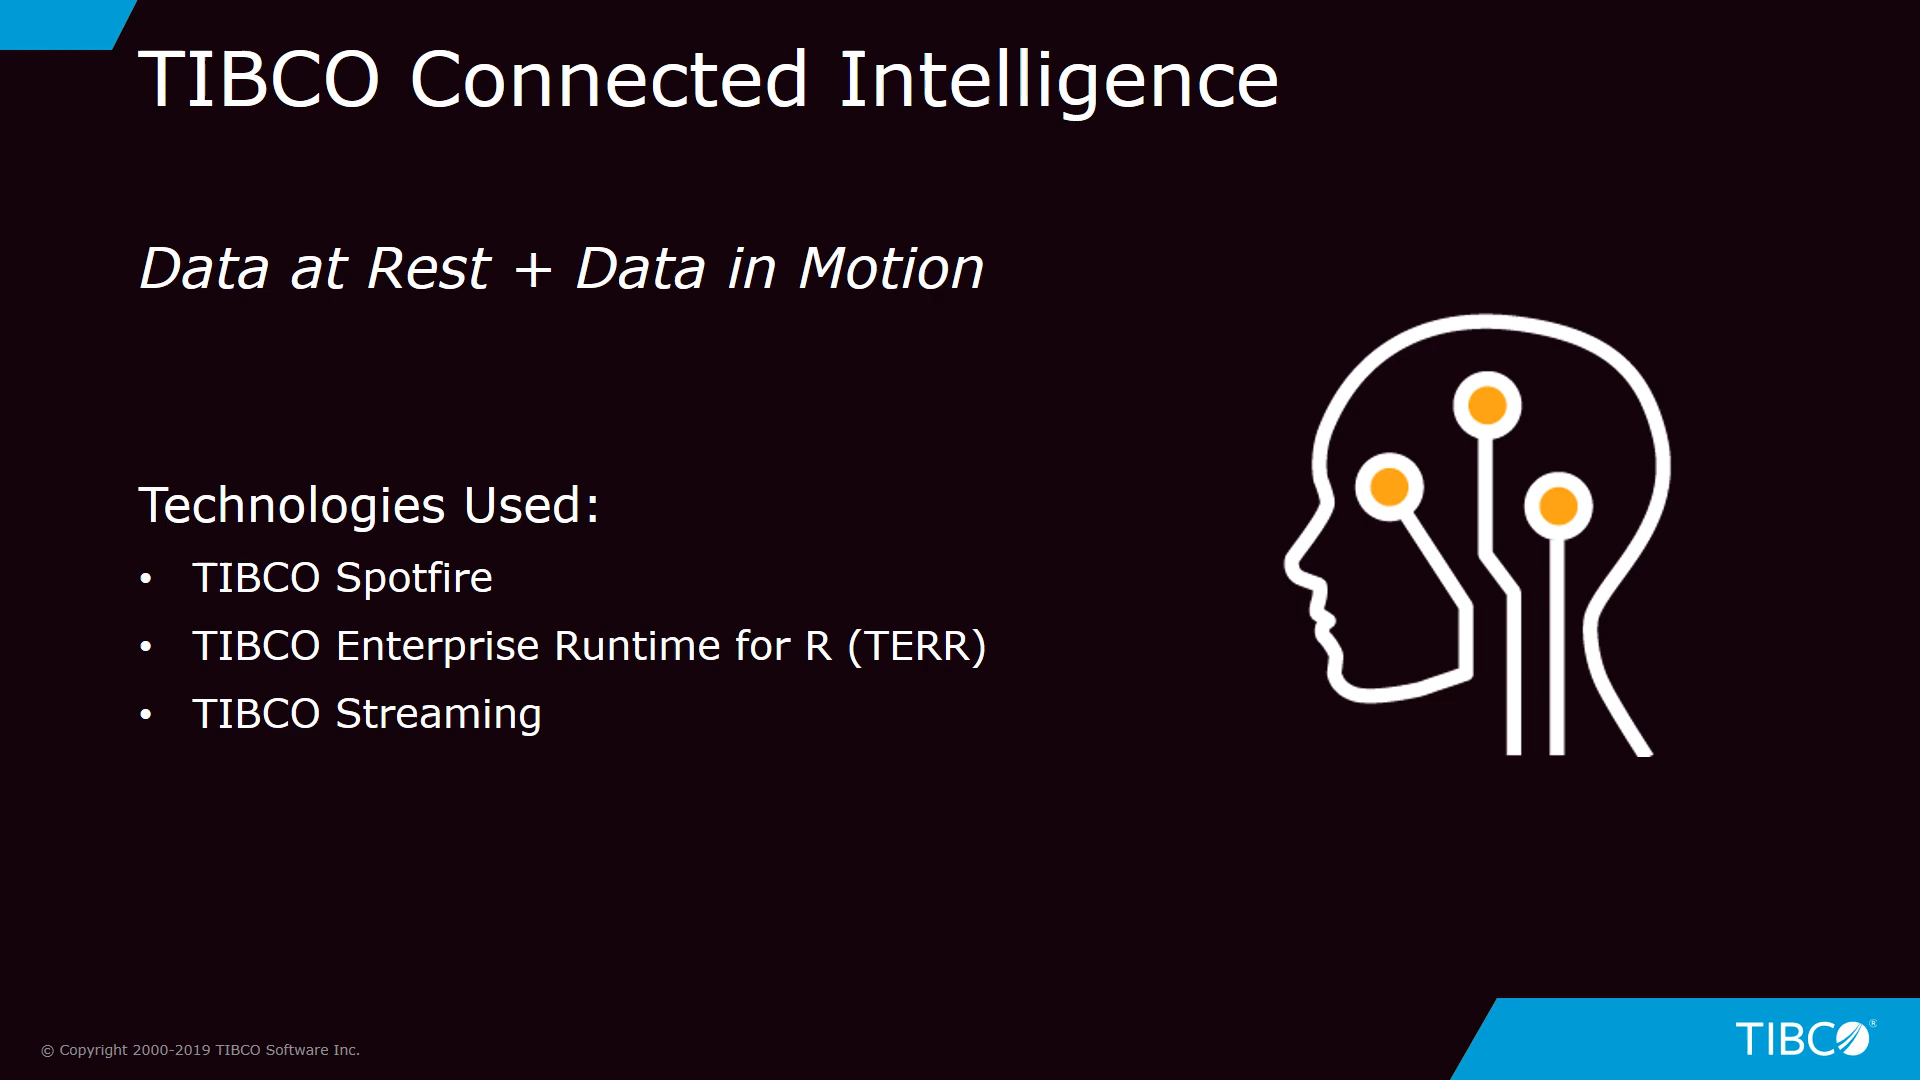 TIBCO Connected Intelligence
Data at Rest + Data in Motion
Technologies Used:
• TIBCO Spotfire
• TIBCO Enterprise Runtime for R (TERR)
• TIBCO Streaming
© Copyright 2000-2019 TIBCO Software Inc.
TIBCO®